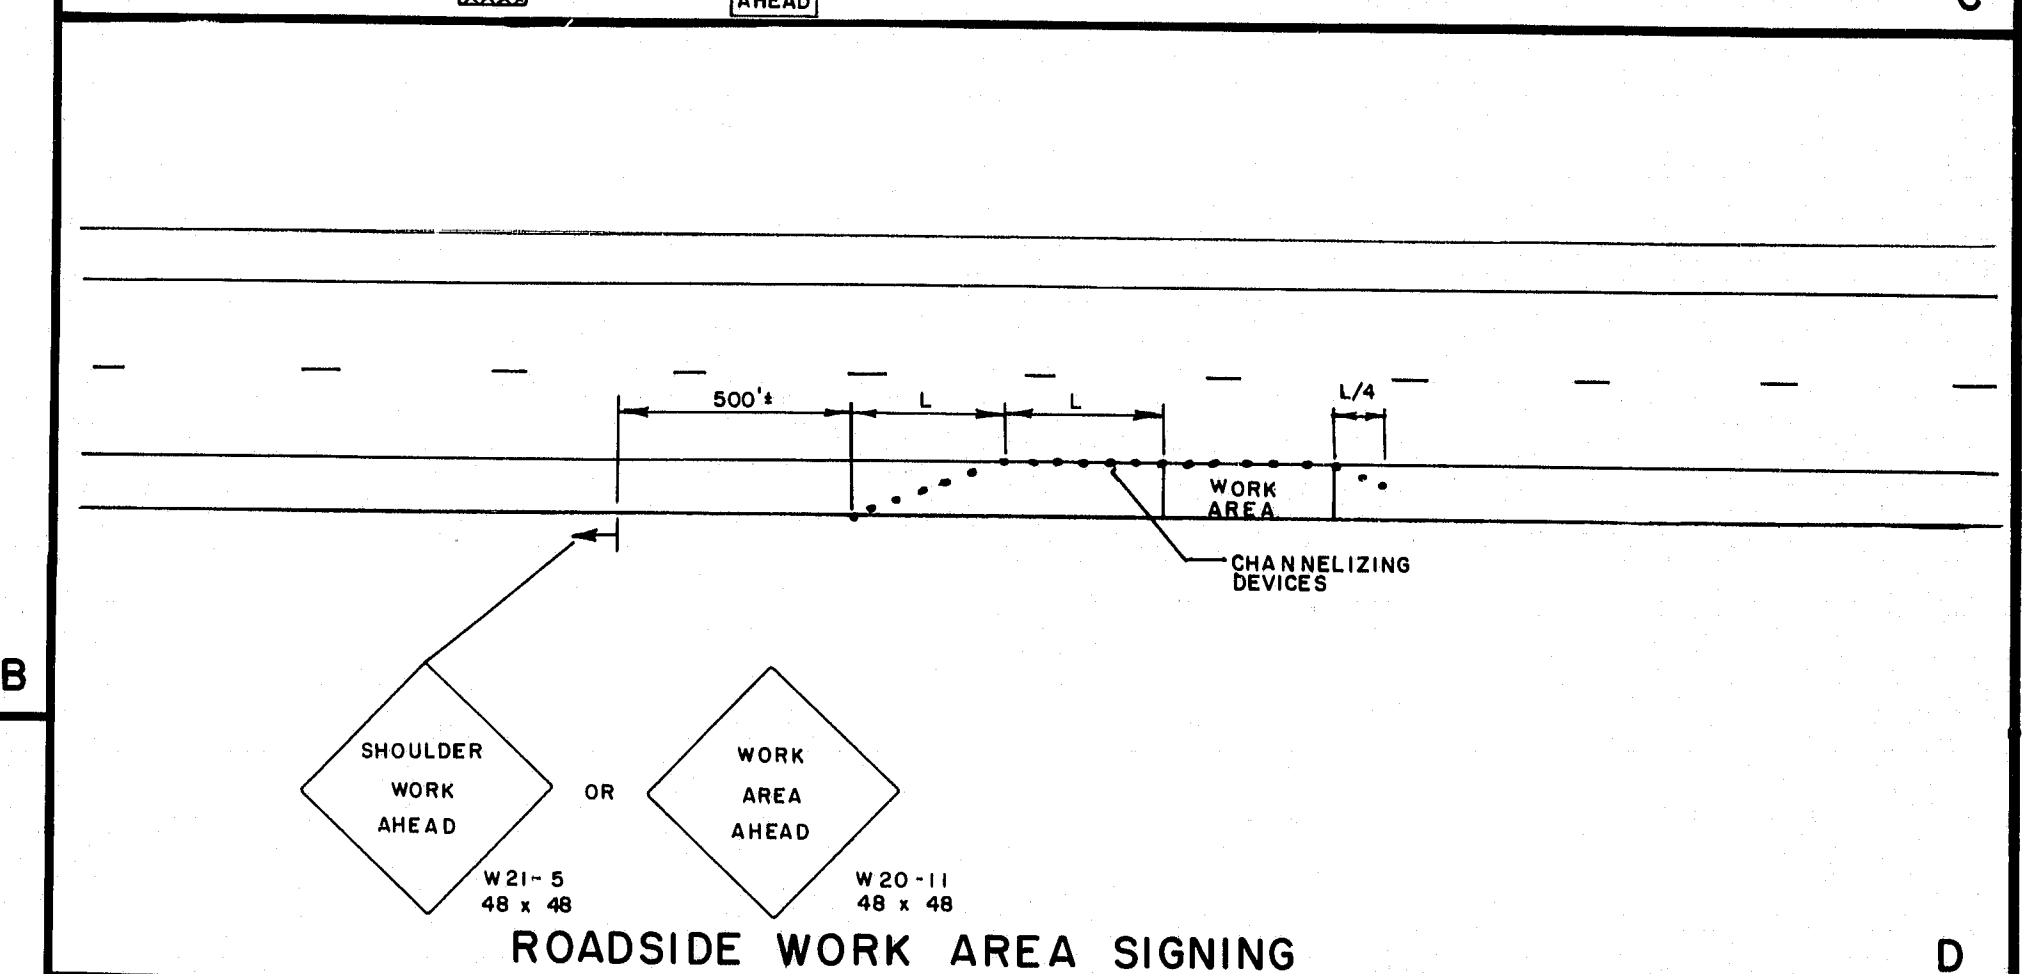 AHEAD
500'±
L
L
L/4
WORK
AREA
CHANNELIZING
DEVICES
B
SHOULDER
WORK
AHEAD
OR
WORK
AREA
AHEAD
W21-5
48 x 48
W20-11
48 x 48
ROADSIDE WORK AREA SIGNING
D